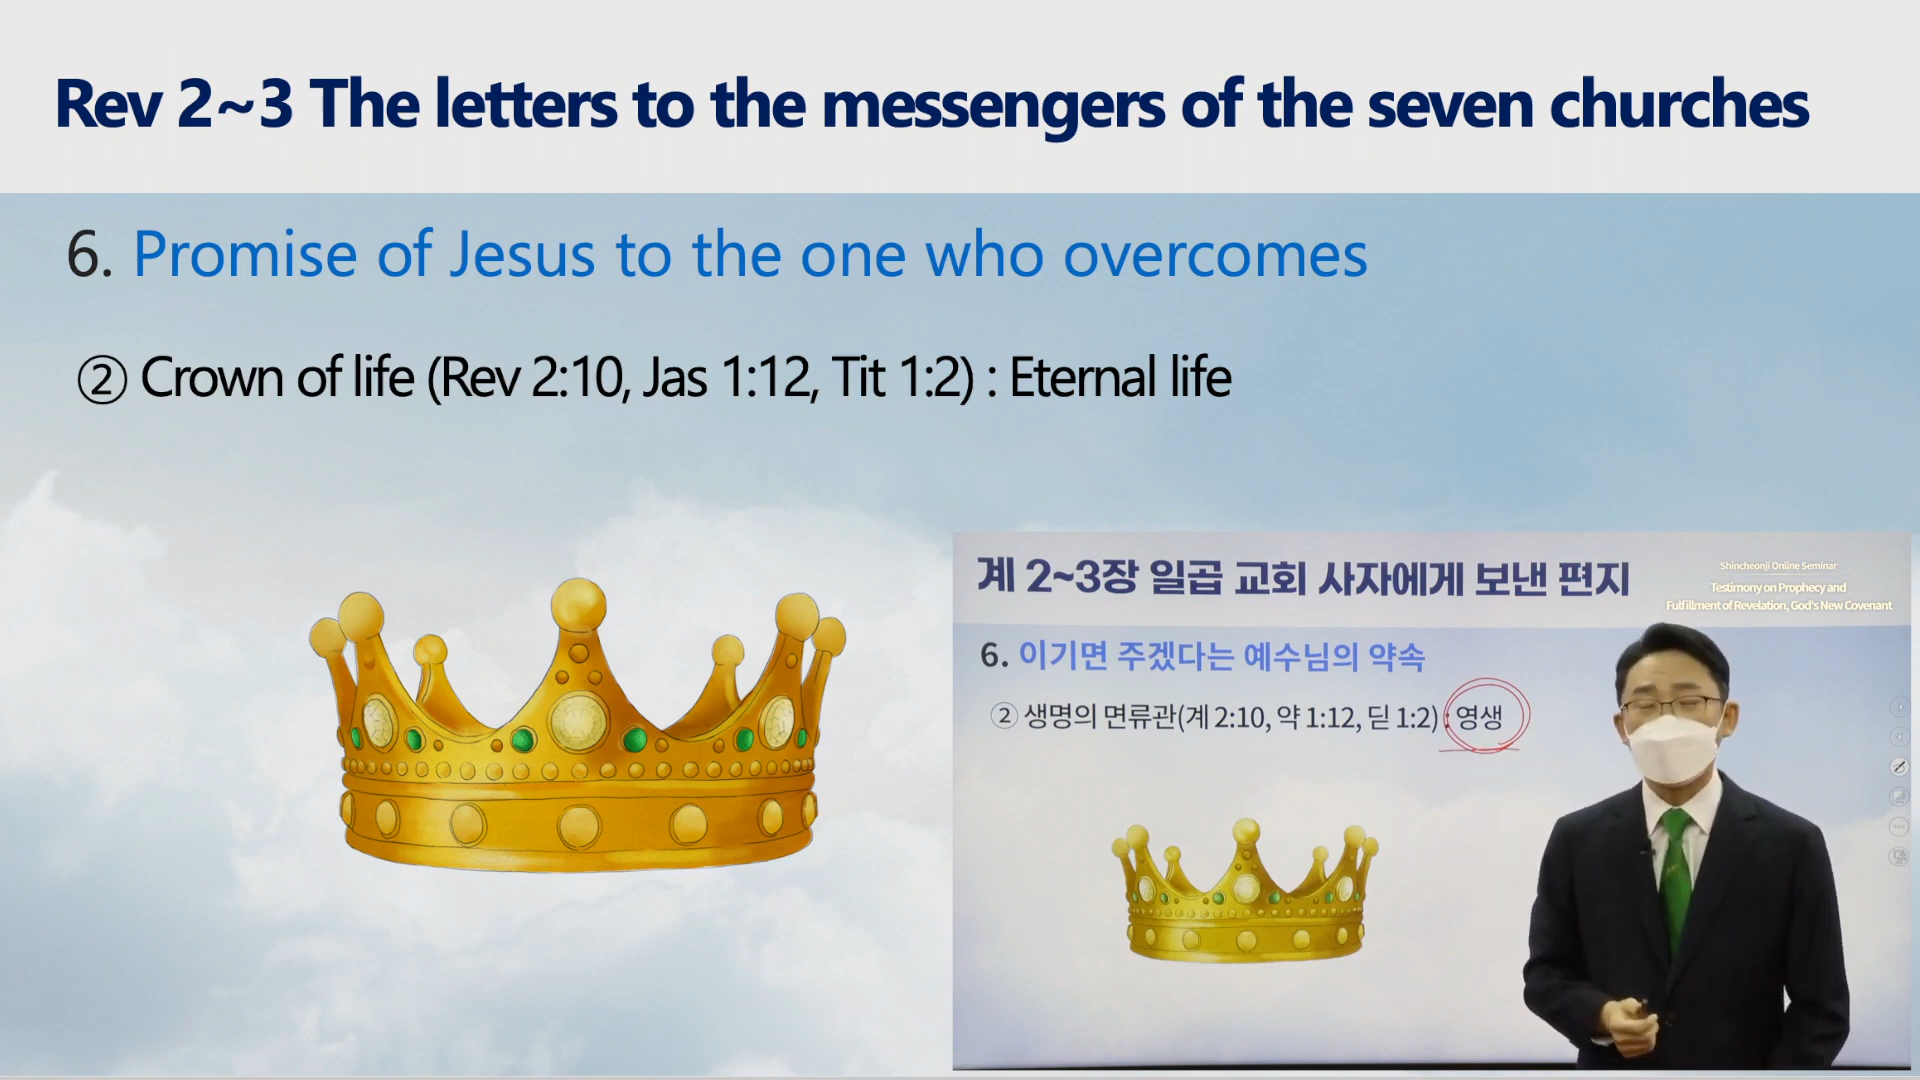 Rev 2~3 The letters to the messengers of the seven churches
6. Promise of Jesus to the one who overcomes
② Crown of life (Rev 2:10, Jas 1:12, Tit 1:2) : Eternal life
계 2~3장 일곱 교회 사자에게 보낸 편지
Shincheonji Online Seminar
Testimony on Prophecy and
Fulfillment of Revelation, God's New Covenant
6. 이기면 주겠다는 예수님의 약속
② 생명의 면류관(계 2:10, 약 1:12, 딛 1:2) : 영생